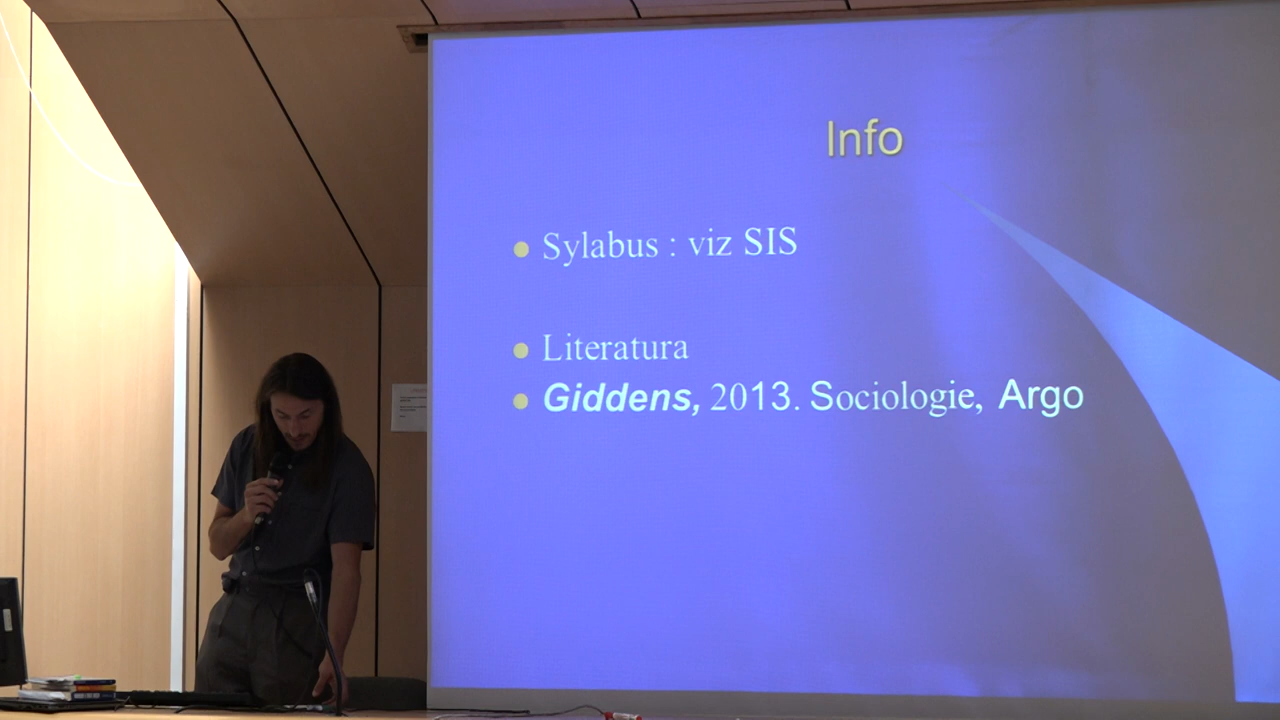 Info
Sylabus : viz SIS
Literatura
Giddens, 2013. Sociologie, Argo